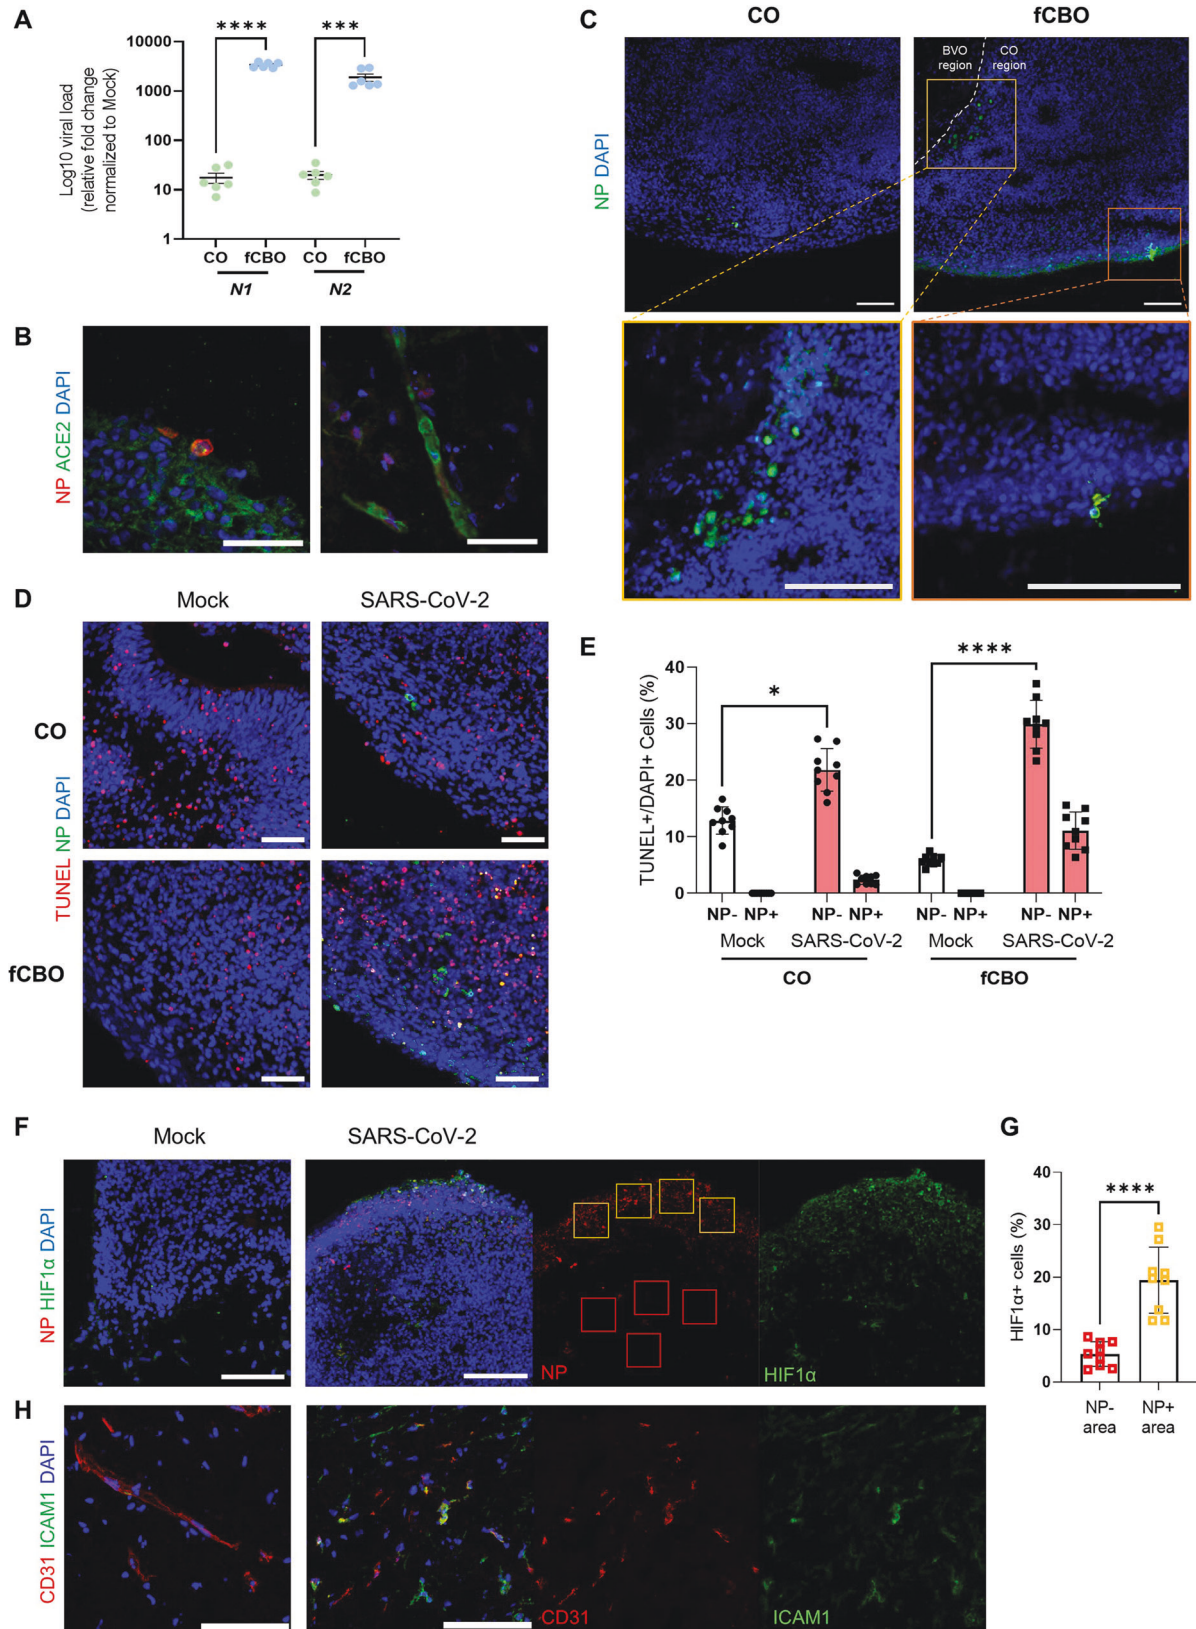 A
Log10 viral load
(relative fold change
normalized to Mock)
10000
1000
100
10
1
****
***
CO fCBO CO fCBO
N1 N2
B
NP ACE2 DAPI
C
CO fCBO
NP DAPI
BVO
region
CO
region
D
Mock SARS-CoV-2
TUNEL NP DAPI
CO
fCBO
E
TUNEL+/DAPI+ Cells (%)
40
30
20
10
0
*
****
NP- NP+ NP- NP+ NP- NP+ NP- NP+
Mock SARS-CoV-2 Mock SARS-CoV-2
CO fCBO
F
Mock SARS-CoV-2
NP HIF1α DAPI
NP
HIF1α
G
HIF1α+ cells (%)
40
30
20
10
0
****
NP- NP+
area area
H
CD31 ICAM1 DAPI
CD31
ICAM1